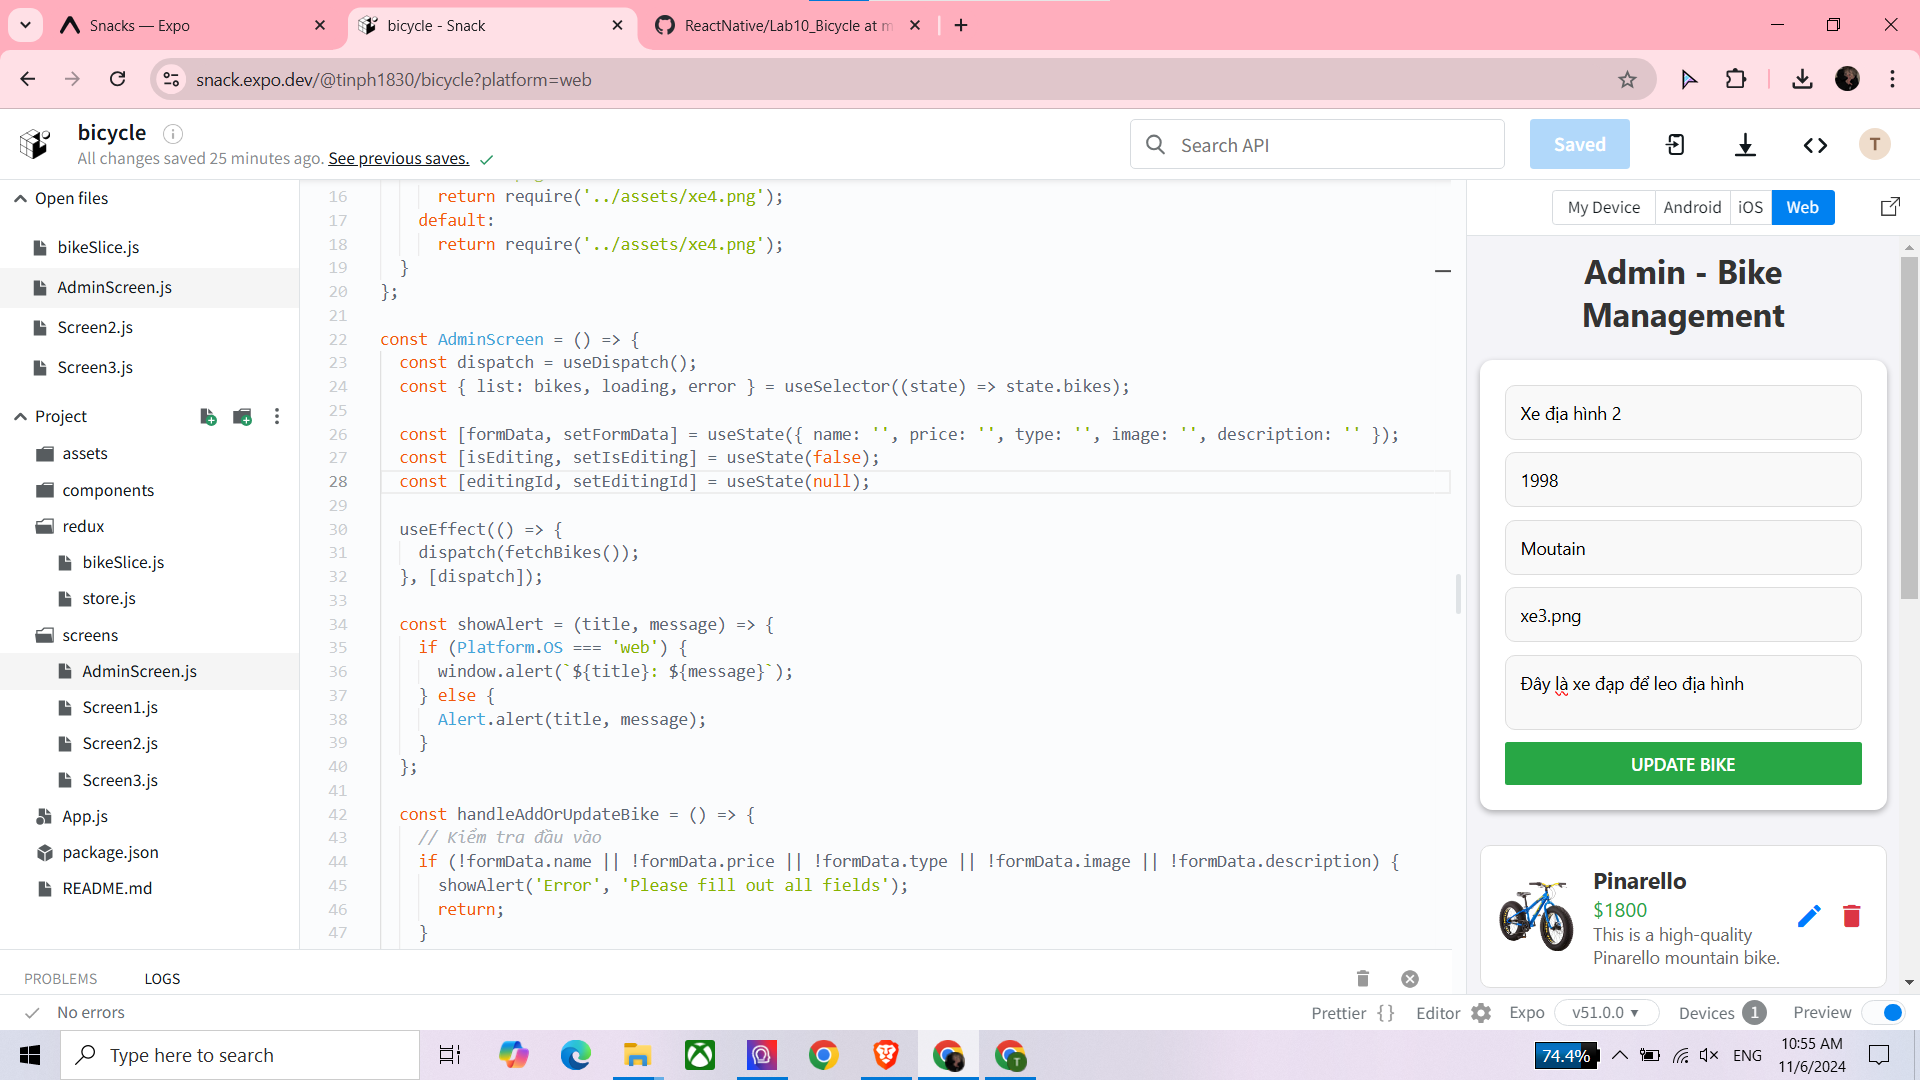 Snacks — Expo
bicycle - Snack
ReactNative/Lab10_Bicycle at m
snack.expo.dev/@tinph1830/bicycle?platform=web
bicycle
All changes saved 25 minutes ago. See previous saves.
Search API
Saved
T
Open files
bikeSlice.js
AdminScreen.js
Screen2.js
Screen3.js
Project
assets
components
redux
bikeSlice.js
store.js
screens
AdminScreen.js
Screen1.js
Screen2.js
Screen3.js
App.js
package.json
README.md
16 return require('../assets/xe4.png');
17 default:
18 return require('../assets/xe4.png');
19 }
20 };
21
22 const AdminScreen = () => {
23 const dispatch = useDispatch();
24 const { list: bikes, loading, error } = useSelector((state) => state.bikes);
25
26 const [formData, setFormData] = useState({ name: '', price: '', type: '', image: '', description: '' });
27 const [isEditing, setIsEditing] = useState(false);
28 const [editingId, setEditingId] = useState(null);
29
30 useEffect(() => {
31 dispatch(fetchBikes());
32 }, [dispatch]);
33
34 const showAlert = (title, message) => {
35 if (Platform.OS === 'web') {
36 window.alert(`${title}: ${message}`);
37 } else {
38 Alert.alert(title, message);
39 }
40 };
41
42 const handleAddOrUpdateBike = () => {
43 // Kiểm tra đầu vào
44 if (!formData.name || !formData.price || !formData.type || !formData.image || !formData.description) {
45 showAlert('Error', 'Please fill out all fields');
46 return;
47 }
My Device
Android
iOS
Web
Admin - Bike
Management
Xe địa hình 2
1998
Moutain
xe3.png
Đây là xe đạp để leo địa hình
UPDATE BIKE
Pinarello
$1800
This is a high-quality
Pinarello mountain bike.
PROBLEMS
LOGS
No errors
Prettier { }
Editor
Expo
v51.0.0
Devices 1
Preview
Type here to search
T
74.4%
ENG
10:55 AM
11/6/2024